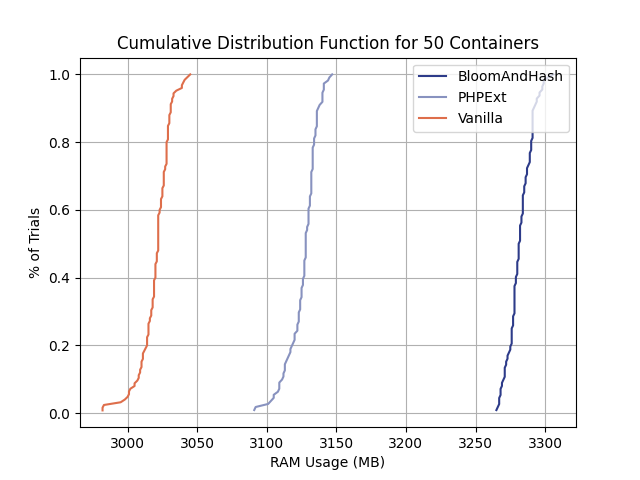 Cumulative Distribution Function for 50 Containers
1.0
0.8
0.6
0.4
0.2
0.0
% of Trials
BloomAndHash
PHPExt
Vanilla
3000 3050 3100 3150 3200 3250 3300
RAM Usage (MB)